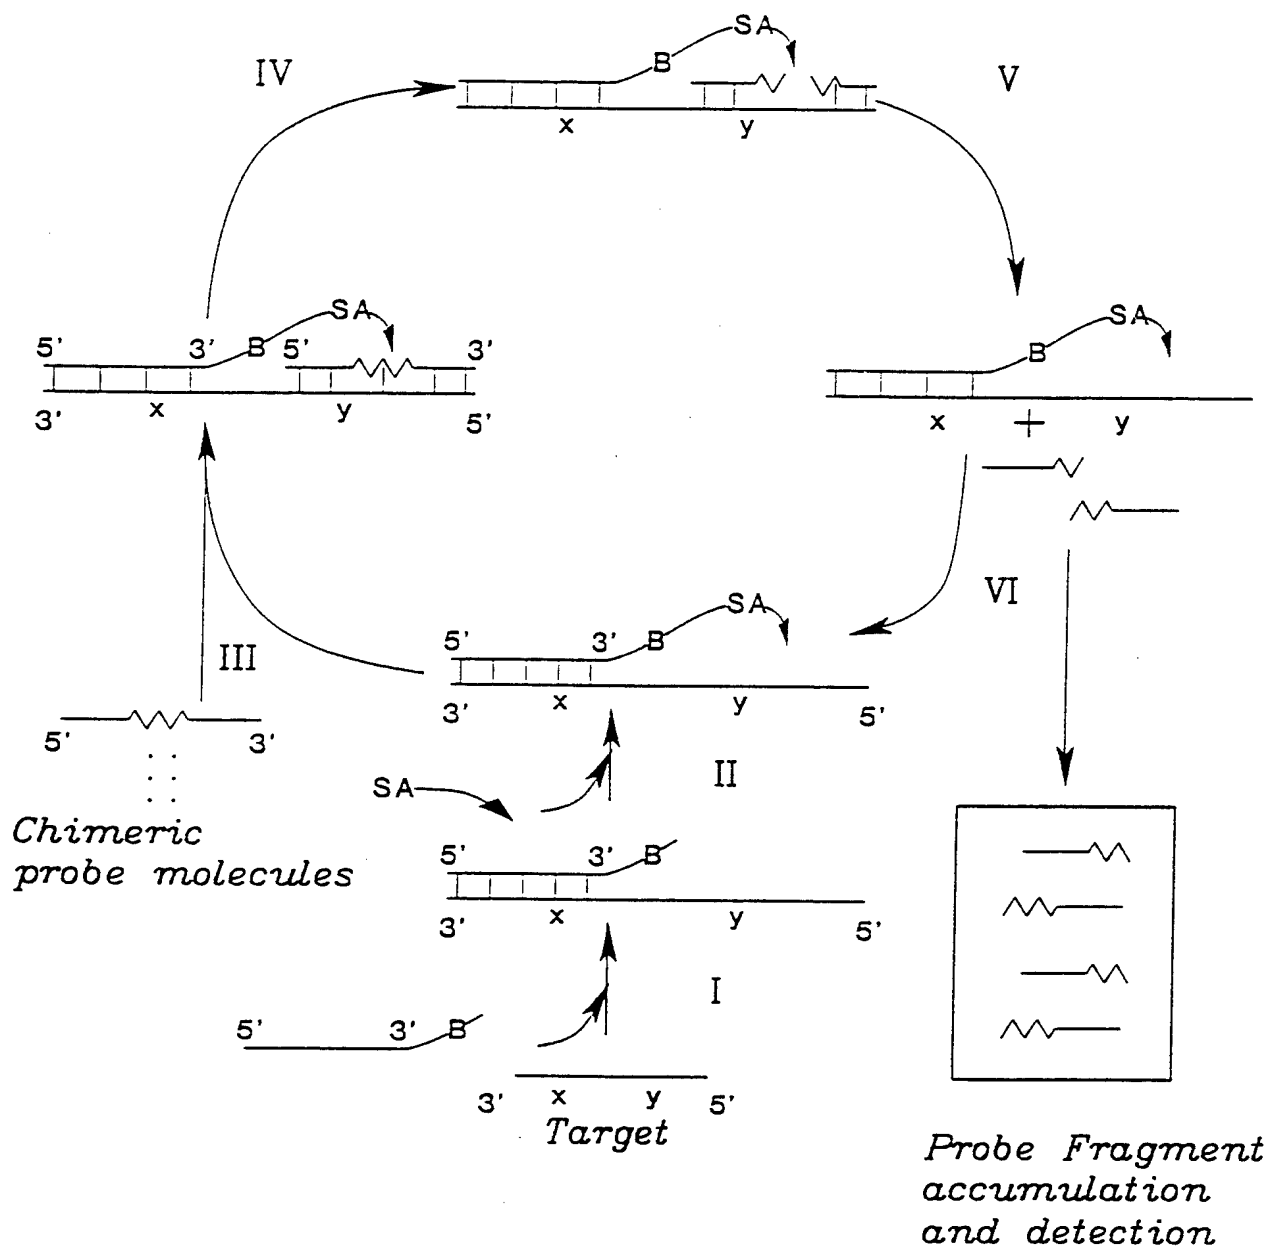 SA
IV
B
V
x
y
SA
SA
5'
3'
B
5'
3'
B
x
y
3'
5'
x
+
y
SA
VI
5'
3'
B
III
x
y
3'
5'
5'
3'
SA
II
Chimeric
probe molecules
5'
3'
B
x
y
3'
5'
I
5'
3'
B
3'
x
y
5'
Target
Probe Fragment
accumulation
and detection